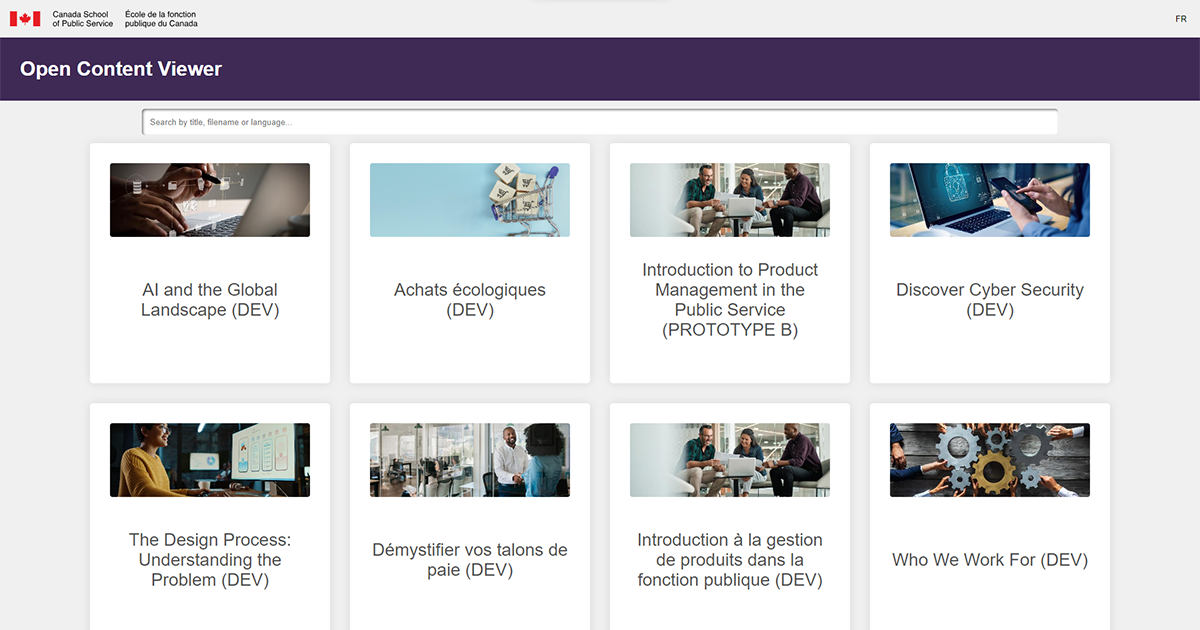 Canada School
of Public Service
École de la fonction
publique du Canada
FR
Open Content Viewer
Search by title, filename or language...
AI and the Global
Landscape (DEV)
Achats écologiques
(DEV)
Introduction to Product
Management in the
Public Service
(PROTOTYPE B)
Discover Cyber Security
(DEV)
The Design Process:
Understanding the
Problem (DEV)
Démystifier vos talons de
paie (DEV)
Introduction à la gestion
de produits dans la
fonction publique (DEV)
Who We Work For (DEV)